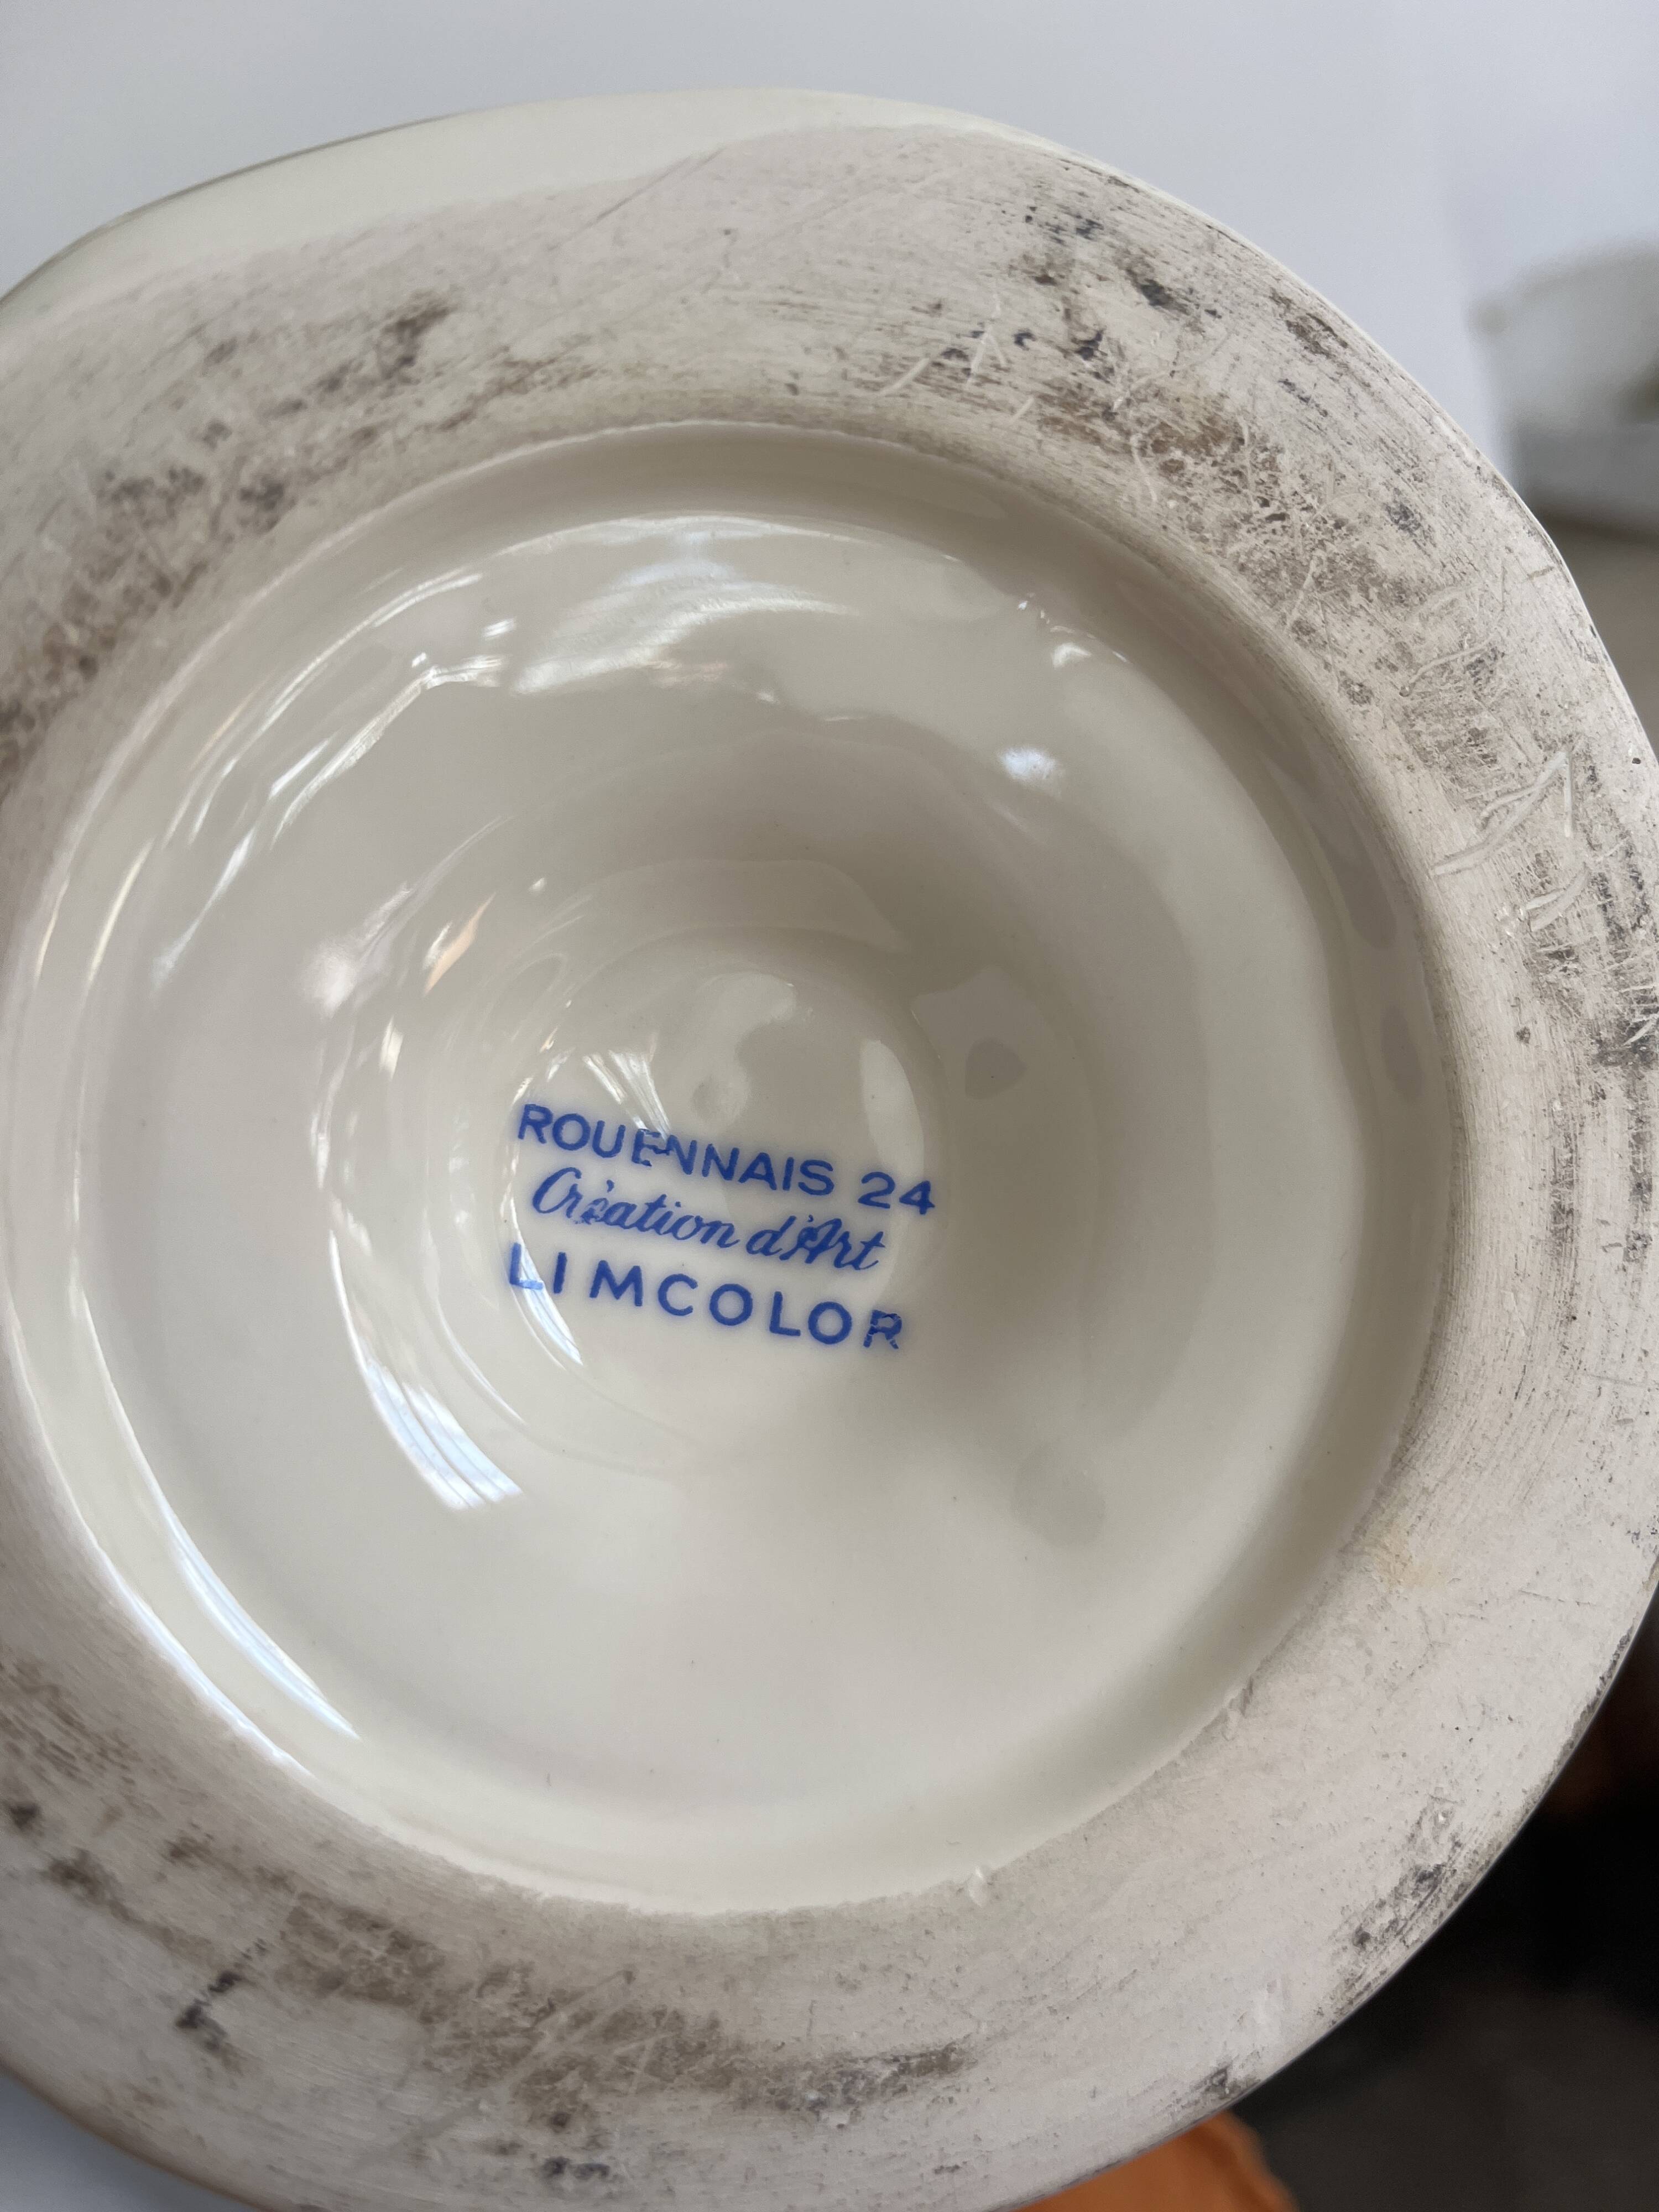 ROUENNAIS 24
Création d'Art
LIMCOLOR